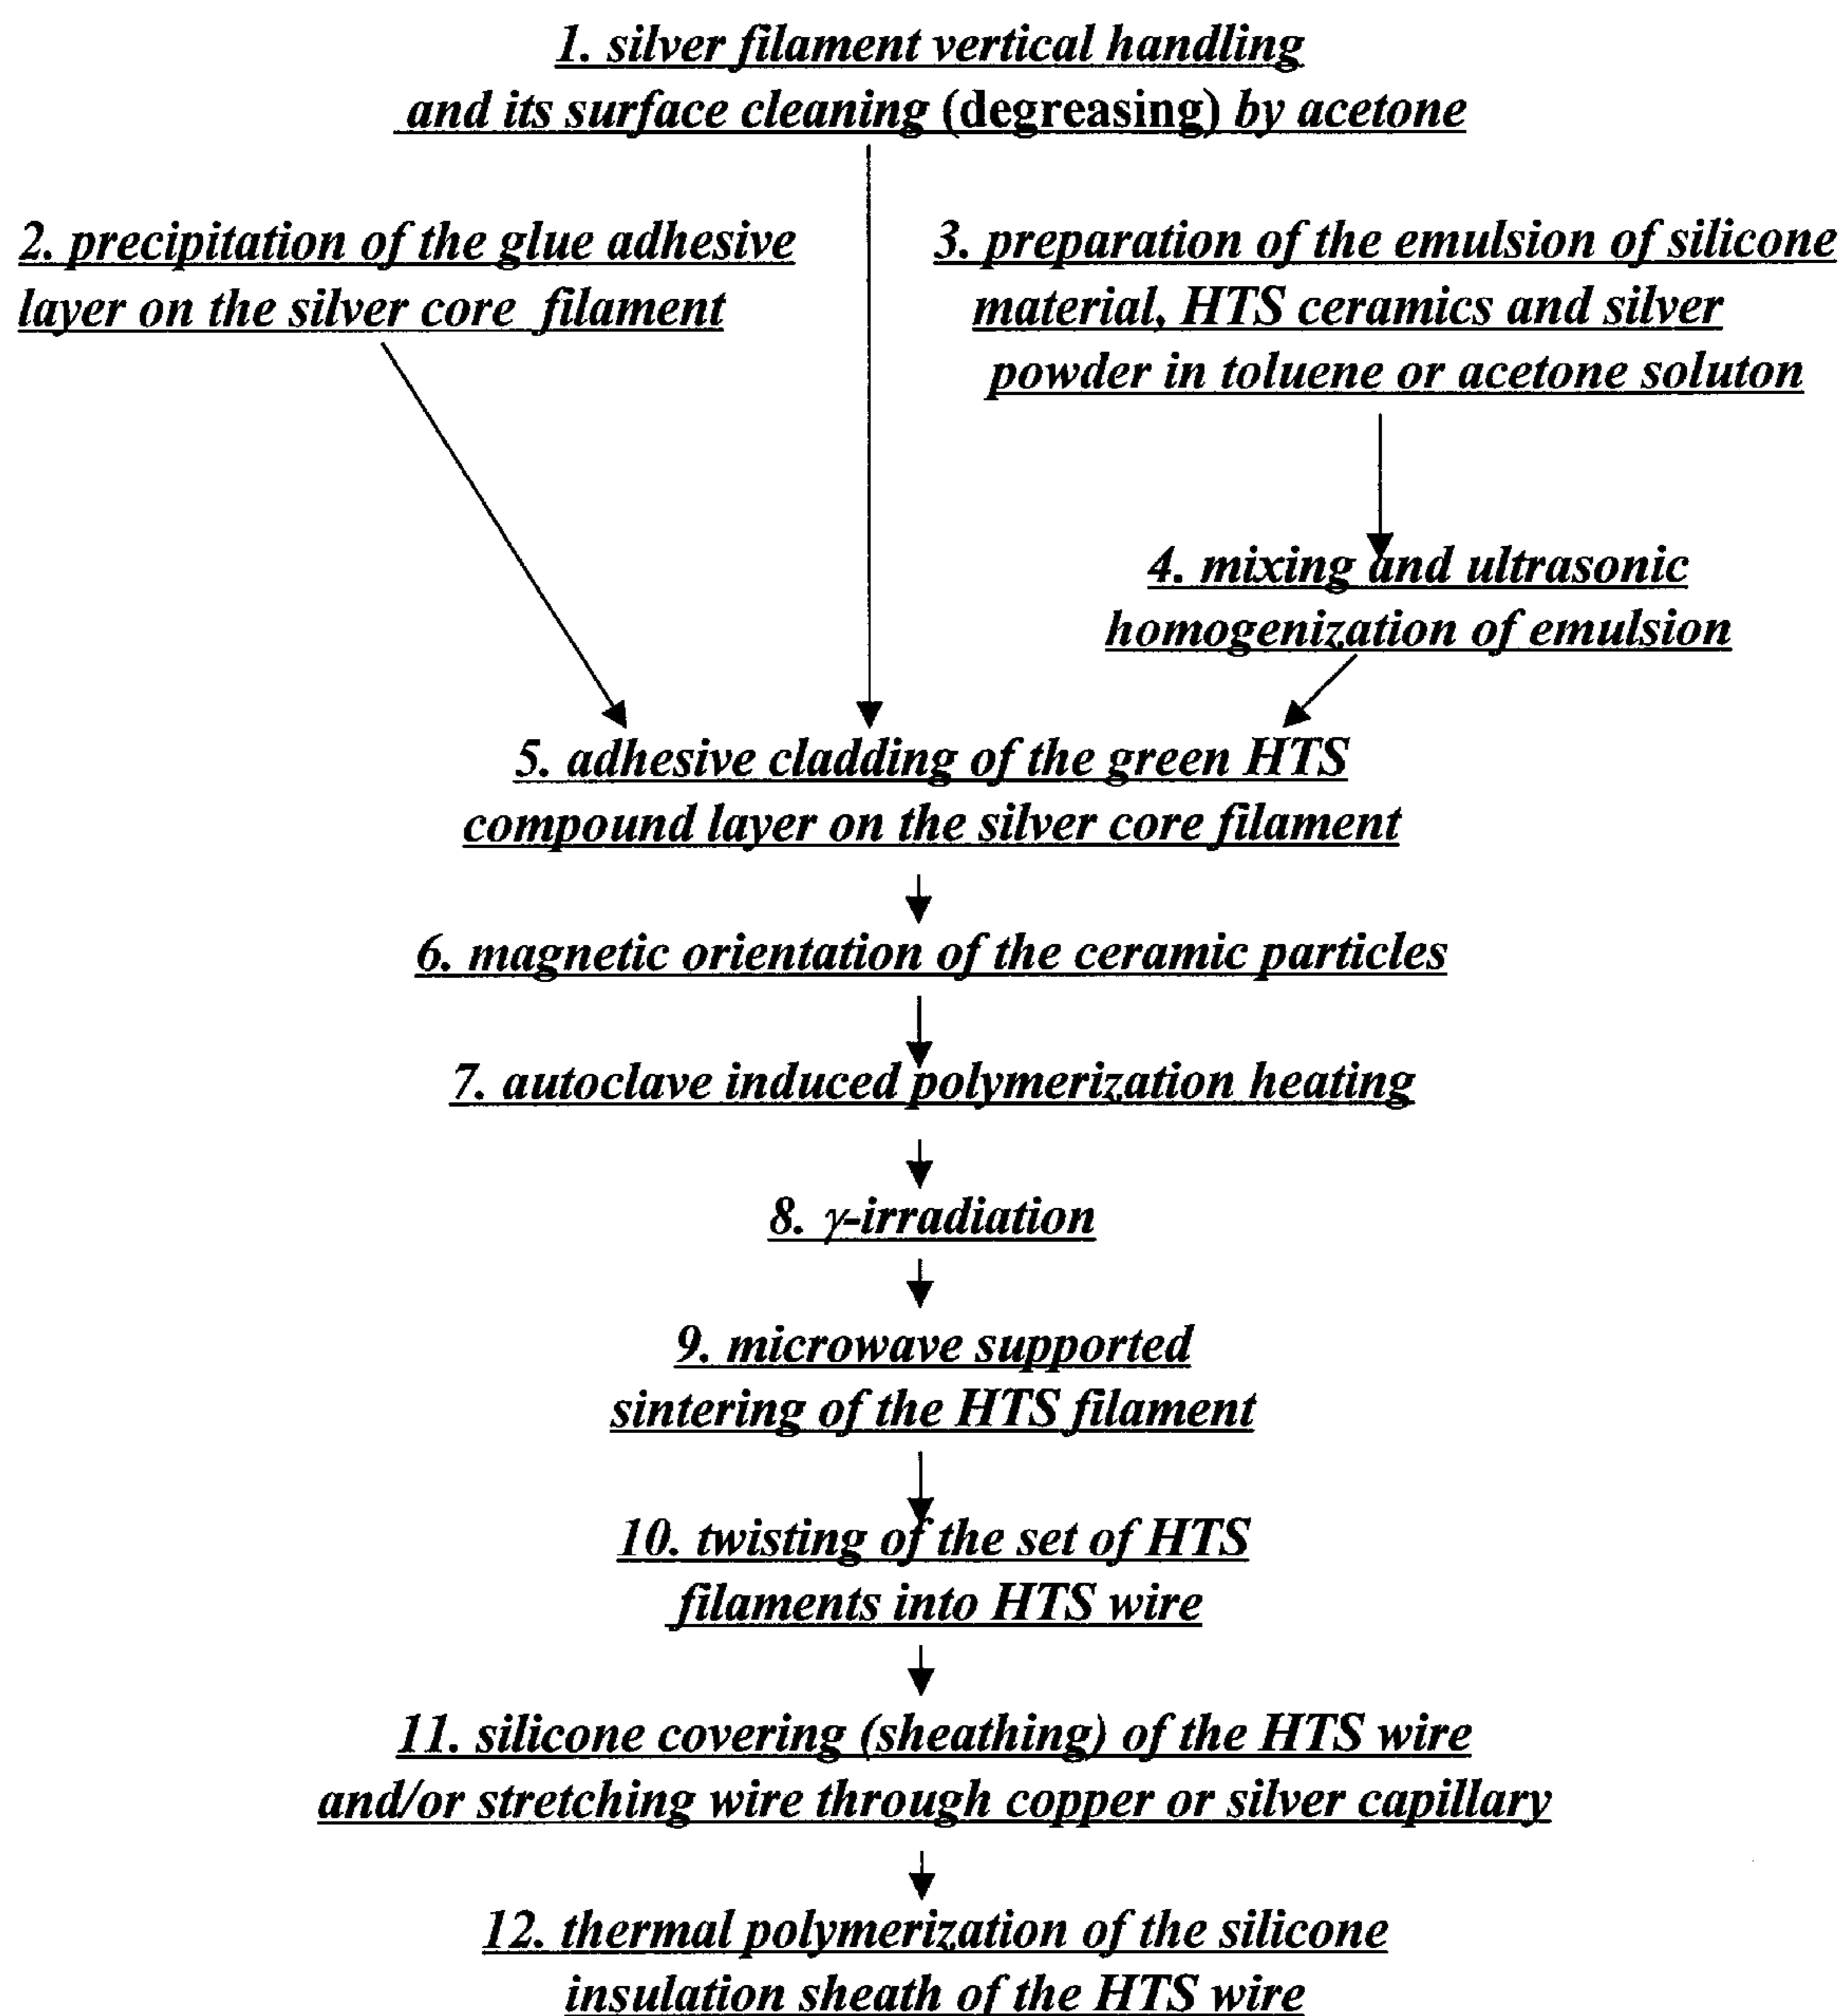 1. silver filament vertical handling
and its surface cleaning (degreasing) by acetone
2. precipitation of the glue adhesive
layer on the silver core filament
3. preparation of the emulsion of silicone
material, HTS ceramics and silver
powder in toluene or acetone soluton
4. mixing and ultrasonic
homogenization of emulsion
5. adhesive cladding of the green HTS
compound layer on the silver core filament
6. magnetic orientation of the ceramic particles
7. autoclave induced polymerization heating
8. γ-irradiation
9. microwave supported
sintering of the HTS filament
10. twisting of the set of HTS
filaments into HTS wire
11. silicone covering (sheathing) of the HTS wire
and/or stretching wire through copper or silver capillary
12. thermal polymerization of the silicone
insulation sheath of the HTS wire